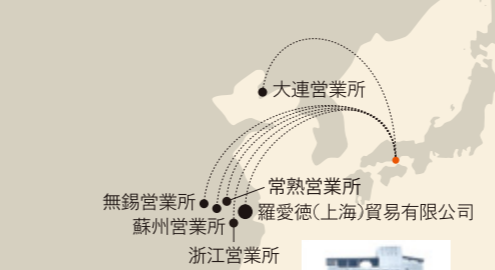 大連営業所
常熟営業所
無錫営業所
羅愛徳(上海)貿易有限公司
蘇州営業所
浙江営業所